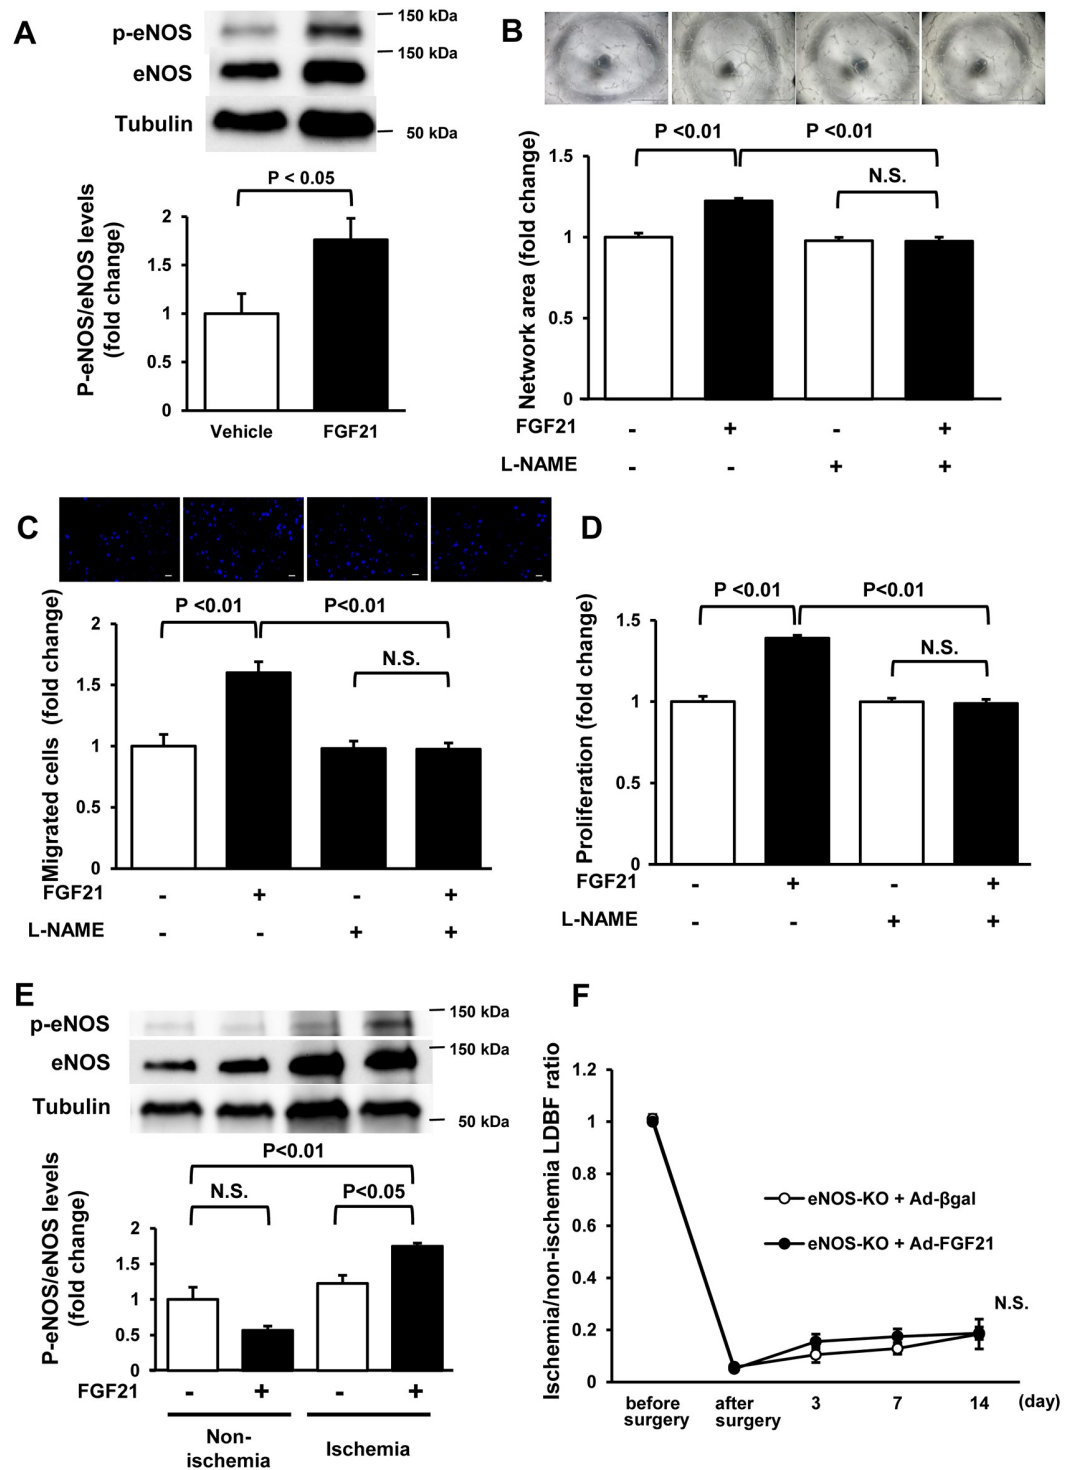 A
p-eNOS
eNOS
Tubulin
150 kDa
150 kDa
50 kDa
P < 0.05
P-eNOS/eNOS levels
(fold change)
2
1.5
1
0.5
0
Vehicle FGF21
B
P <0.01 P <0.01
N.S.
Network area (fold change)
1.5
1
0.5
0
FGF21 - + - +
L-NAME - - + +
C
P <0.01 P<0.01
N.S.
Migrated cells (fold change)
2
1.5
1
0.5
0
FGF21 - + - +
L-NAME - - + +
D
P <0.01 P<0.01
N.S.
Proliferation (fold change)
1.5
1
0.5
0
FGF21 - + - +
L-NAME - - + +
E
p-eNOS
eNOS
Tubulin
150 kDa
150 kDa
50 kDa
P<0.01
N.S. P<0.05
P-eNOS/eNOS levels
(fold change)
2
1.5
1
0.5
0
FGF21 - + - +
Non-
ischemia
Ischemia
F
Ischemia/non-ischemia LDBF ratio
1.2
1
0.8
0.6
0.4
0.2
0
eNOS-KO + Ad-βgal
eNOS-KO + Ad-FGF21
N.S.
before
surgery
after
surgery
3 7 14 (day)